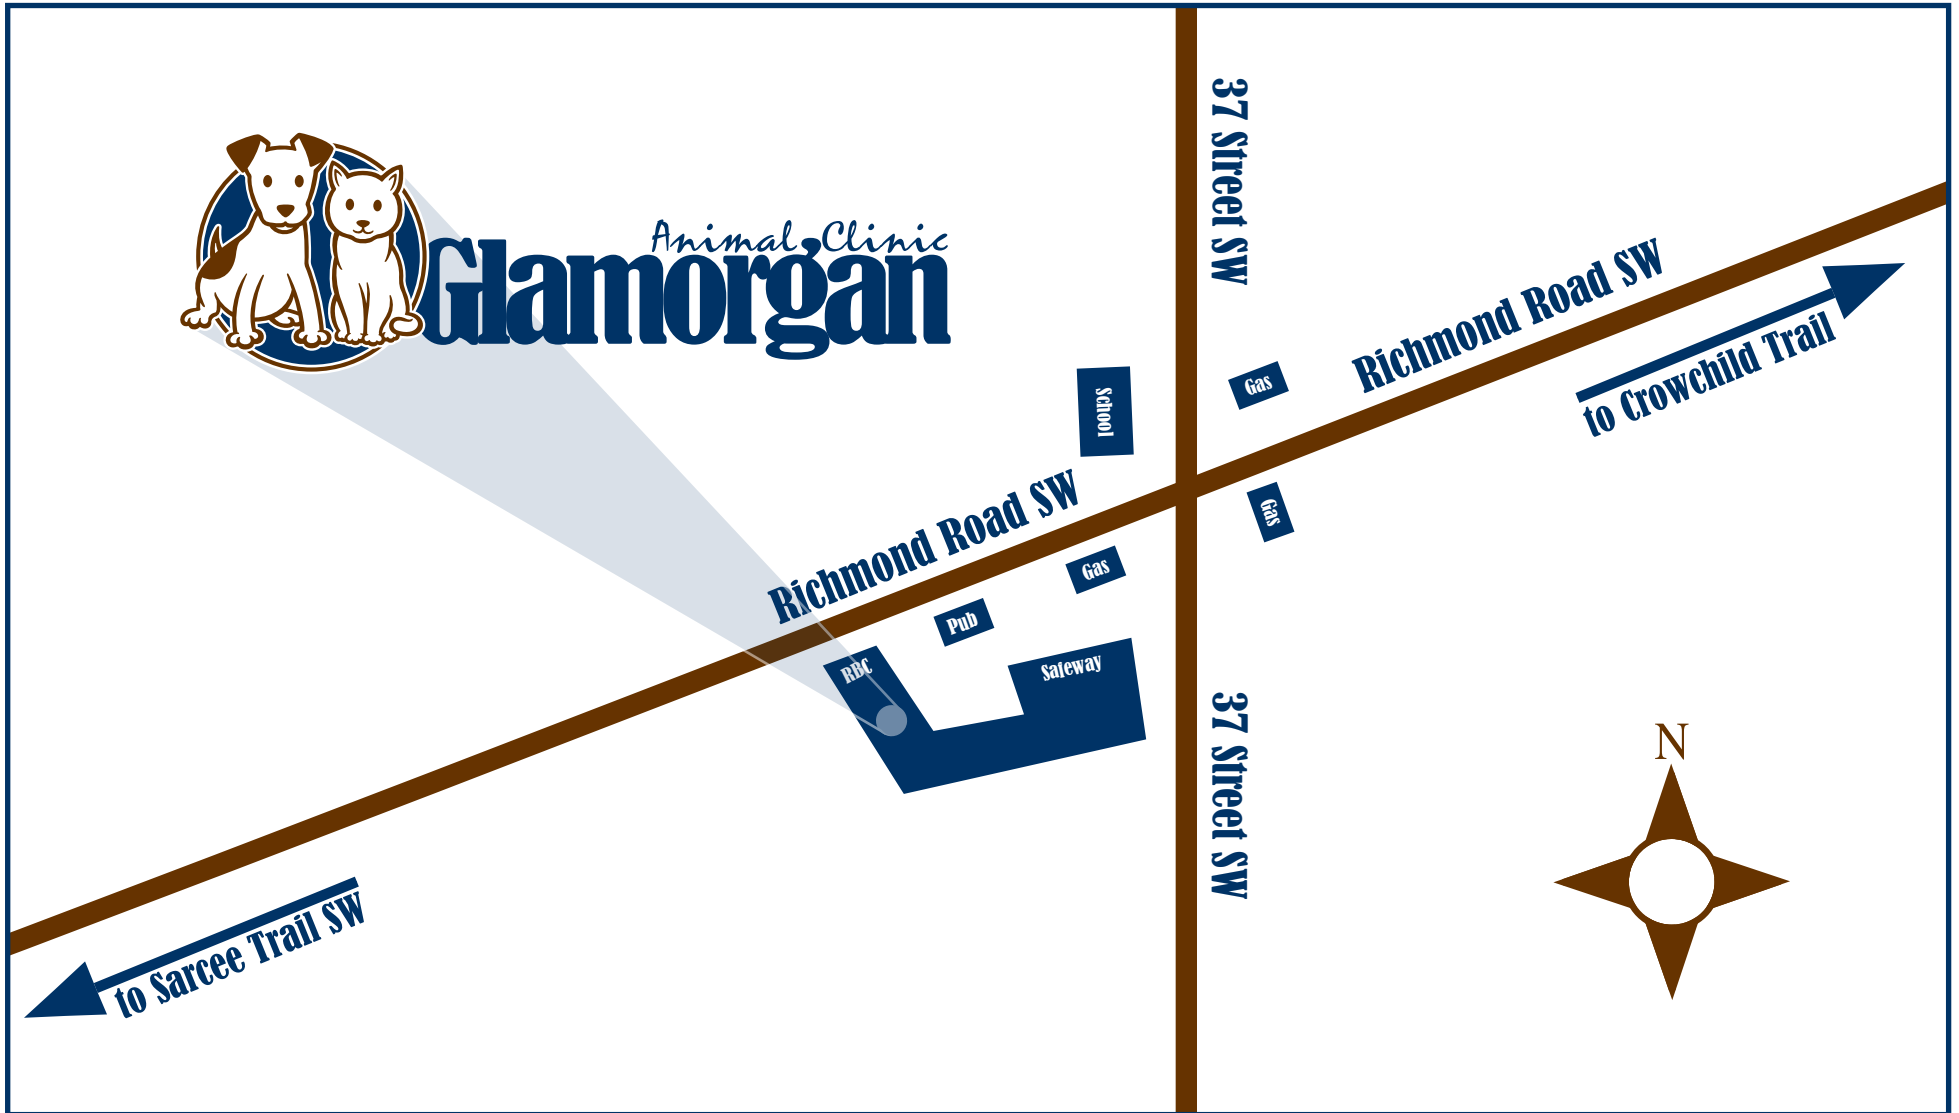 37 Street SW
Animal Clinic
Glamorgan
Richmond Road SW
to Crowchild Trail
School
Gas
Richmond Road SW
Gas
Gas
Pub
RBC
Safeway
37 Street SW
N
to Sarcee Trail SW